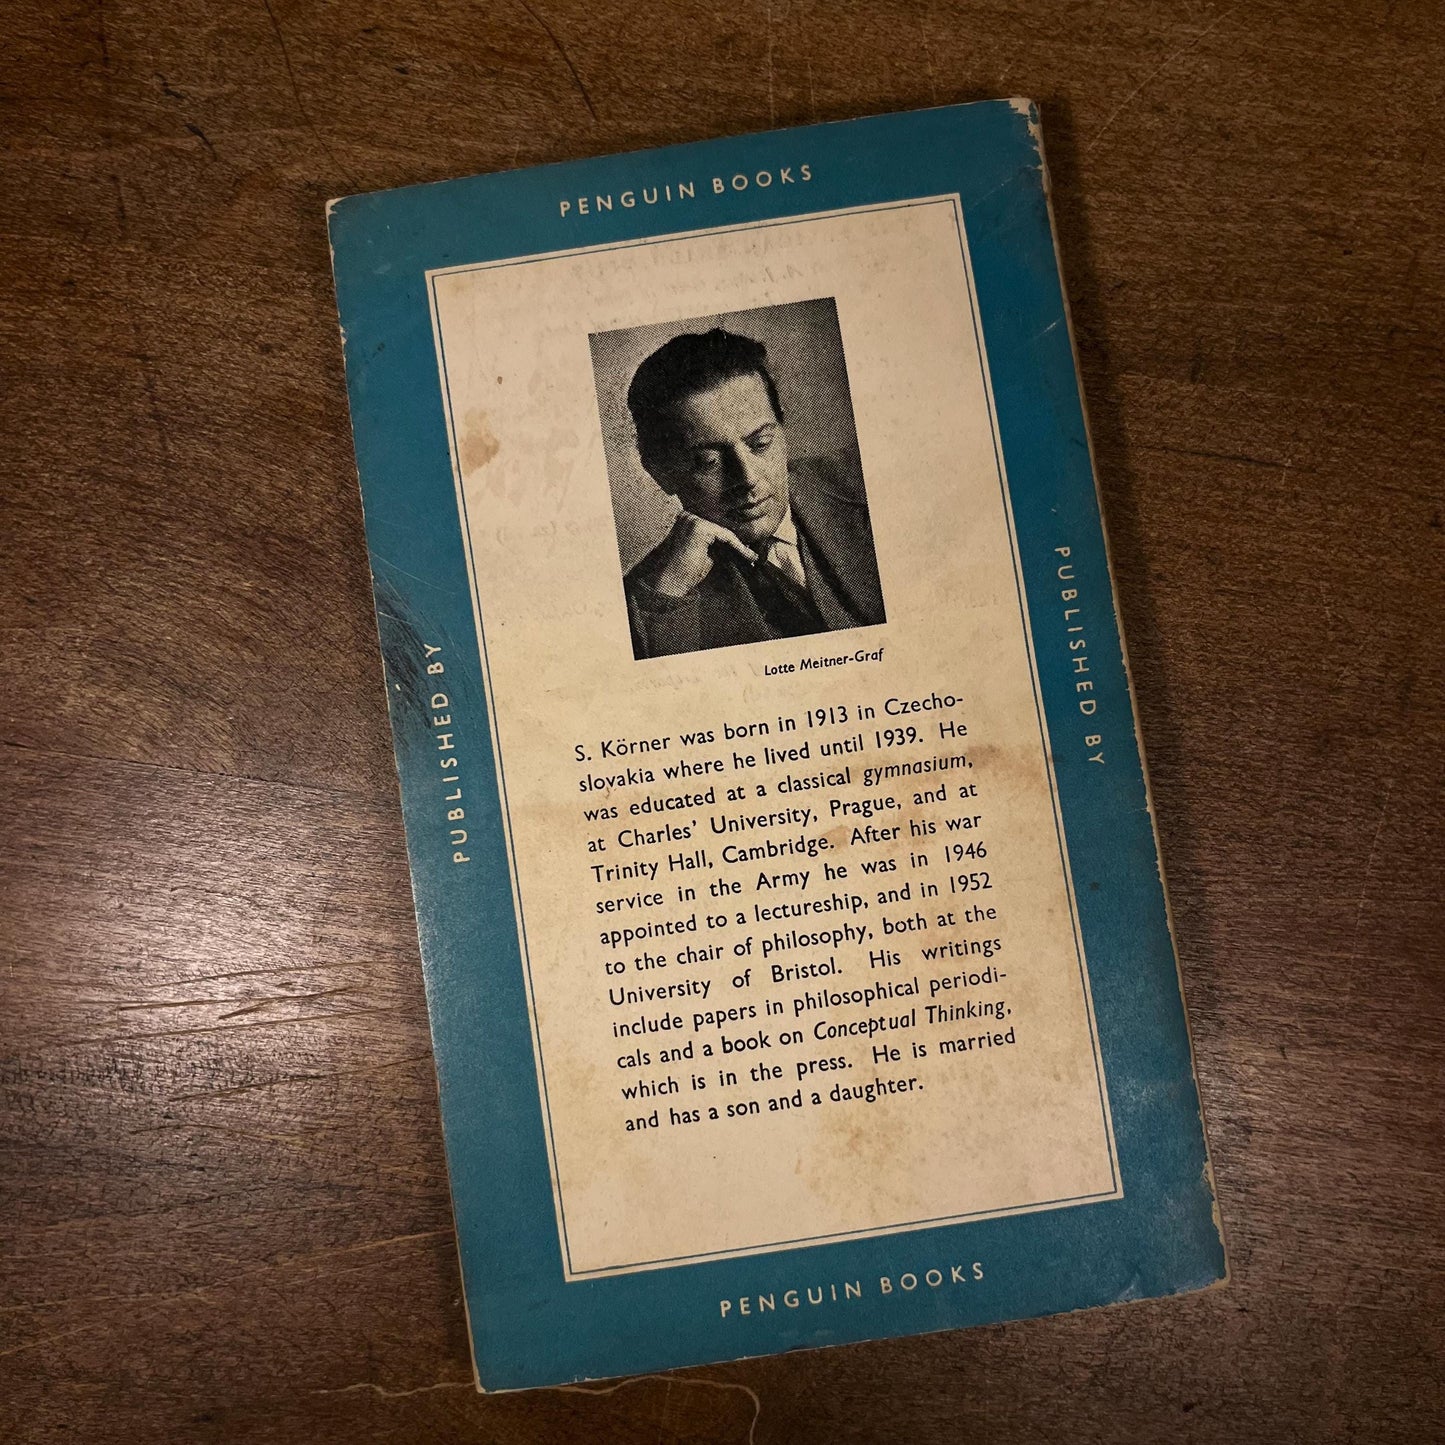 PENGUIN BOOKS
PUBLISHED BY
PUBLISHED BY
Lotte Meitner-Graf
S. Körner was born in 1913 in Czecho-
slovakia where he lived until 1939. He
was educated at a classical gymnasium,
at Charles' University, Prague, and at
Trinity Hall, Cambridge. After his war
service in the Army he was in 1946
appointed to a lectureship, and in 1952
to the chair of philosophy, both at the
University of Bristol. His writings
include papers in philosophical periodi-
cals and a book on Conceptual Thinking,
which is in the press. He is married
and has a son and a daughter.
PENGUIN BOOKS